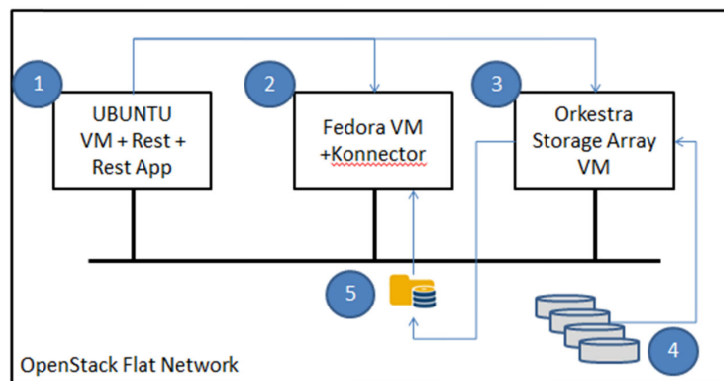 1
2
3
UBUNTU
VM + Rest +
Rest App
Fedora VM
+Konnector
Orkestra
Storage Array
VM
5
4
OpenStack Flat Network